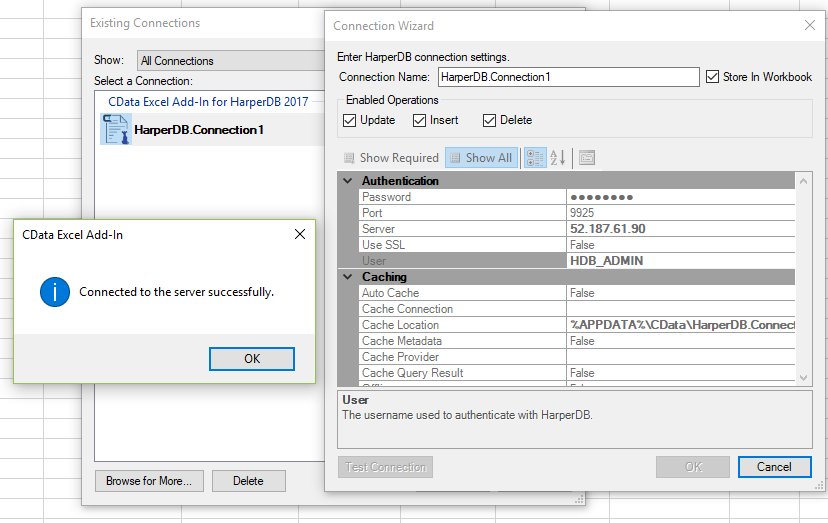 Existing Connections
Show: All Connections
Select a Connection:
CData Excel Add-In for HarperDB 2017
HarperDB.Connection1
Browse for More...
Delete
CData Excel Add-In
Connected to the server successfully.
OK
Connection Wizard
Enter HarperDB connection settings.
Connection Name: HarperDB.Connection1 Store In Workbook
Enabled Operations
Update Insert Delete
Show Required Show All
Authentication
Password ●●●●●●●●
Port 9925
Server 52.187.61.90
Use SSL False
User HDB_ADMIN
Caching
Auto Cache False
Cache Connection
Cache Location %APPDATA%\CData\HarperDB.Connec
Cache Metadata False
Cache Provider
Cache Query Result False
User
The username used to authenticate with HarperDB.
Test Connection OK Cancel